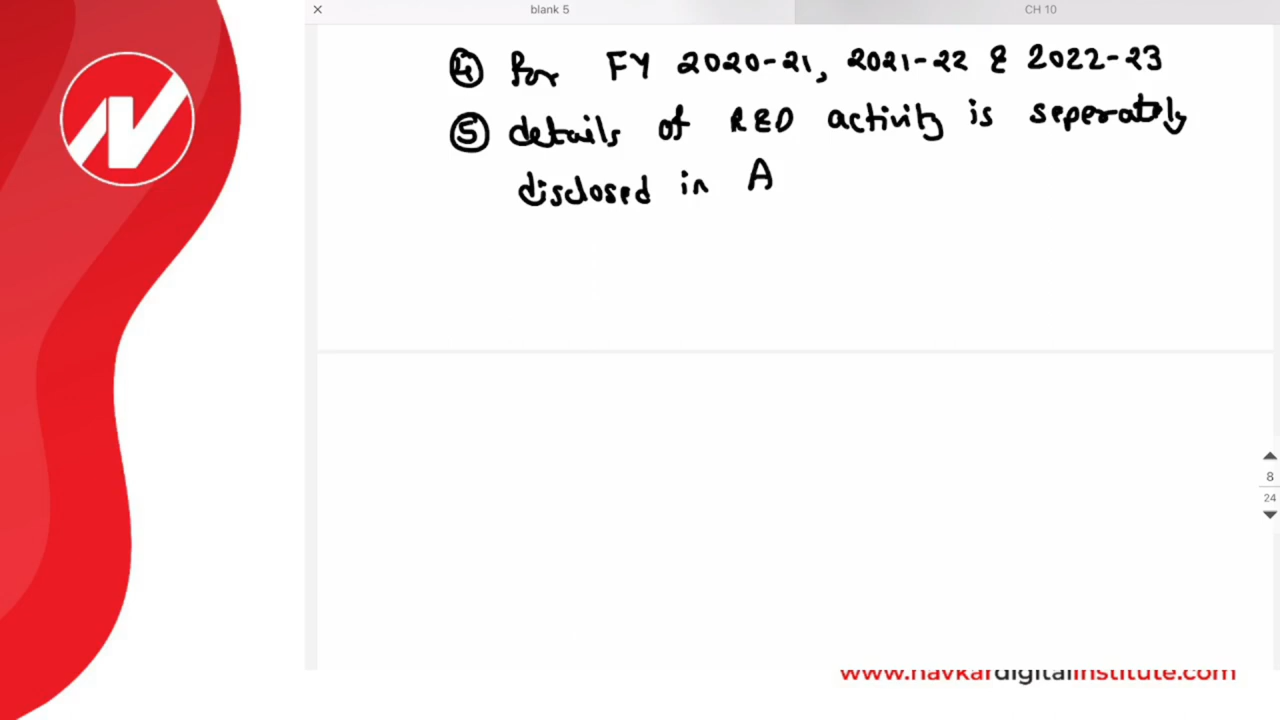 × blank 5 CH 10
④ For FY 2020-21, 2021-22 & 2022-23
⑤ details of R&D activity is seperately
disclosed in A
8
24
www.navkardigitalinstitute.com